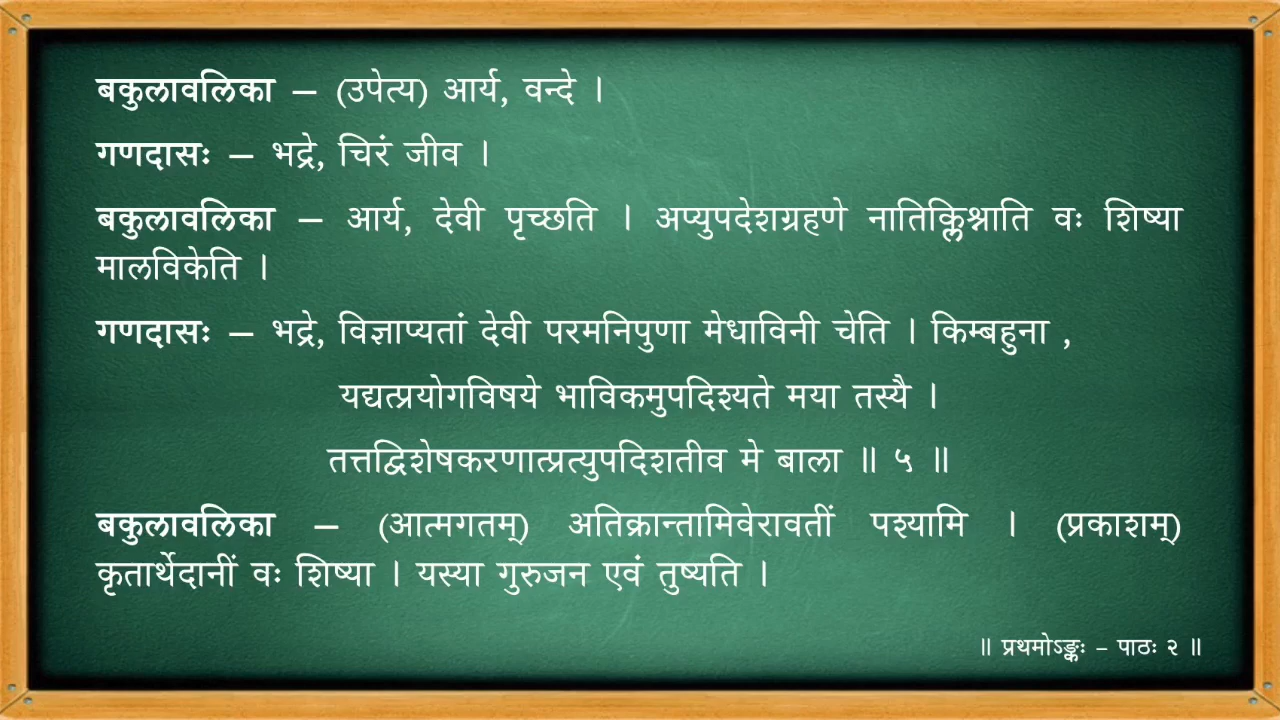 बकुलावलिका – (उपेत्य) आर्य, वन्दे ।
गणदासः – भद्रे, चिरं जीव ।
बकुलावलिका – आर्य, देवी पृच्छति । अप्युपदेशग्रहणे नातिक्लिश्नाति वः शिष्या
मालविकेति ।
गणदासः – भद्रे, विज्ञाप्यतां देवी परमनिपुणा मेधाविनी चेति । किम्बहुना ,
यद्यत्प्रयोगविषये भाविकमुपदिश्यते मया तस्यै ।
तत्तद्विशेषकरणात्प्रत्युपदिशतीव मे बाला ॥ ५ ॥
बकुलावलिका – (आत्मगतम्) अतिक्रान्तामिवेरावतीं पश्यामि । (प्रकाशम्)
कृतार्थेदानीं वः शिष्या । यस्या गुरुजन एवं तुष्यति ।
॥ प्रथमोऽङ्कः – पाठः २ ॥